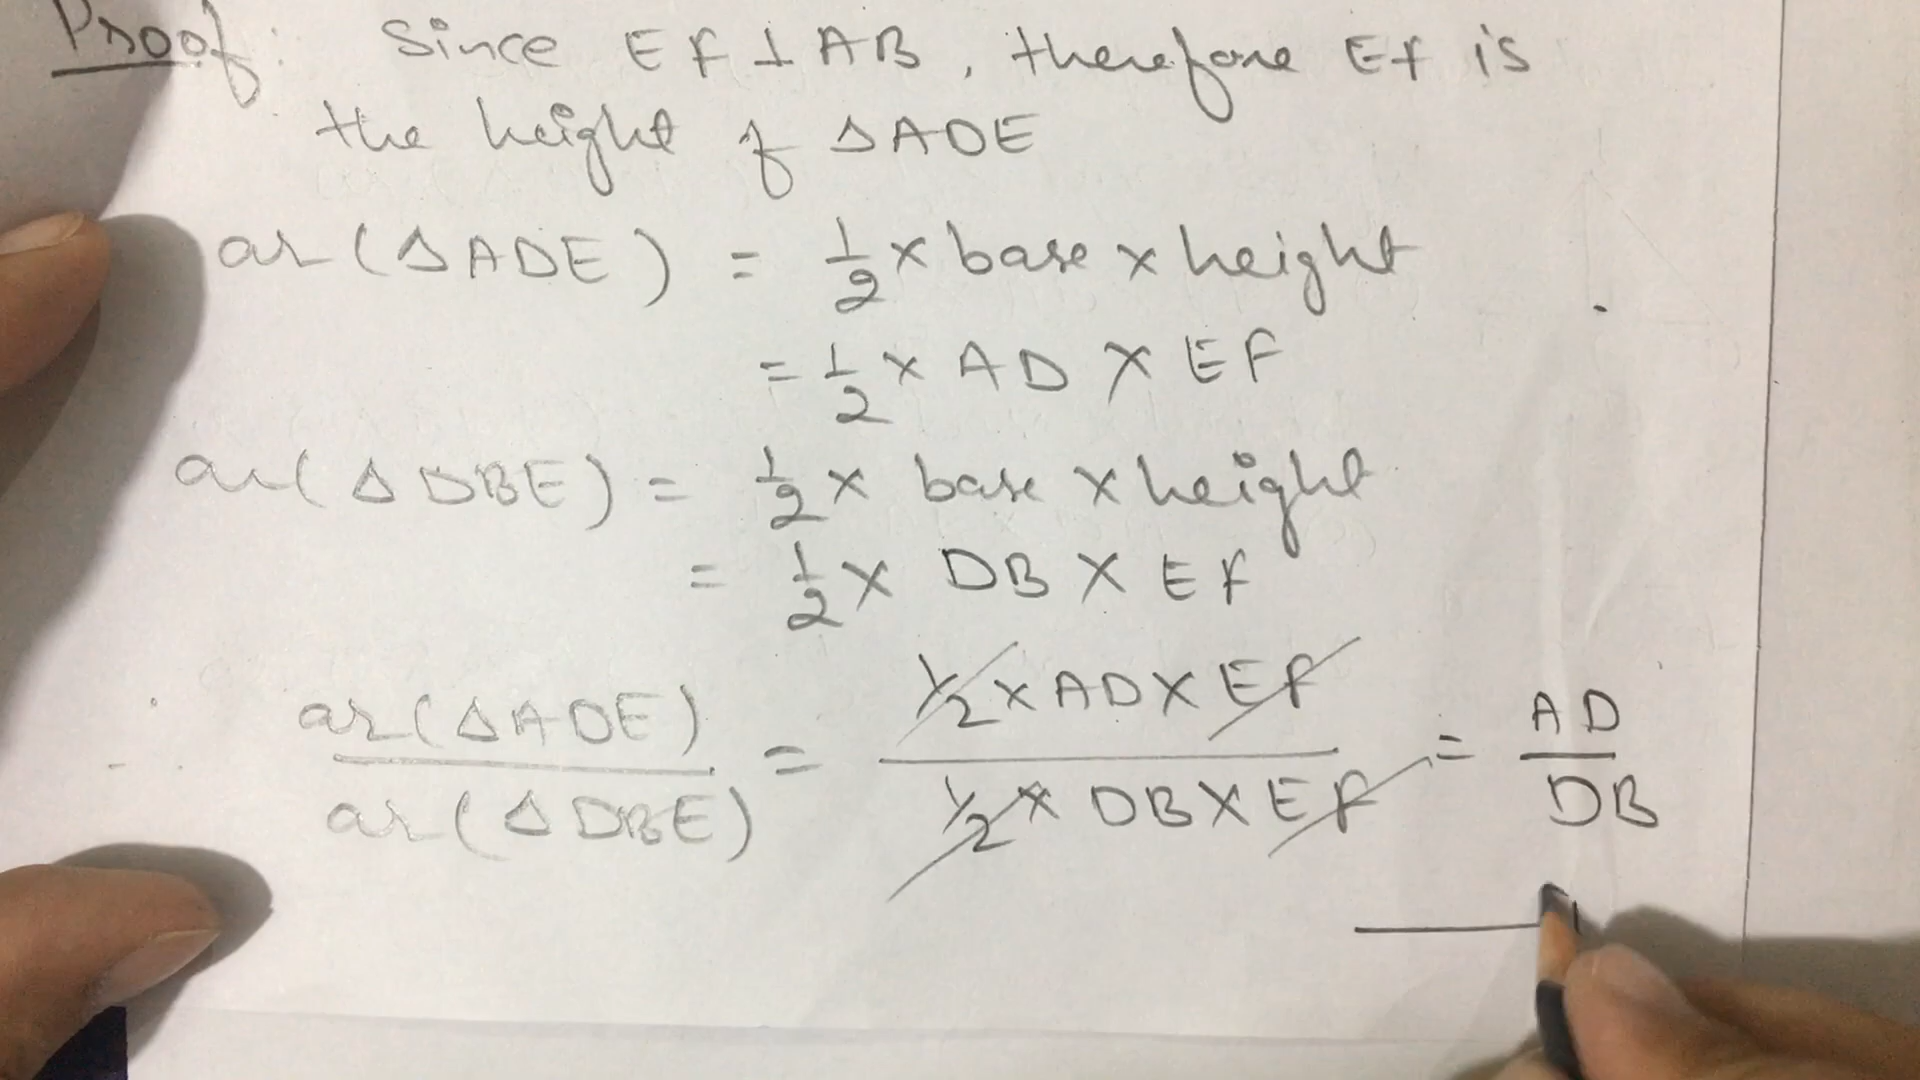 Proof: Since EF ⊥ AB, therefore EF is
the height of ΔADE
ar(ΔADE) = 1/2 × base × height
= 1/2 × AD × EF
ar(ΔDBE) = 1/2 × base × height
= 1/2 × DB × EF
ar(ΔADE) / ar(ΔDBE) = 1/2 × AD × EF / 1/2 × DB × EF = AD / DB